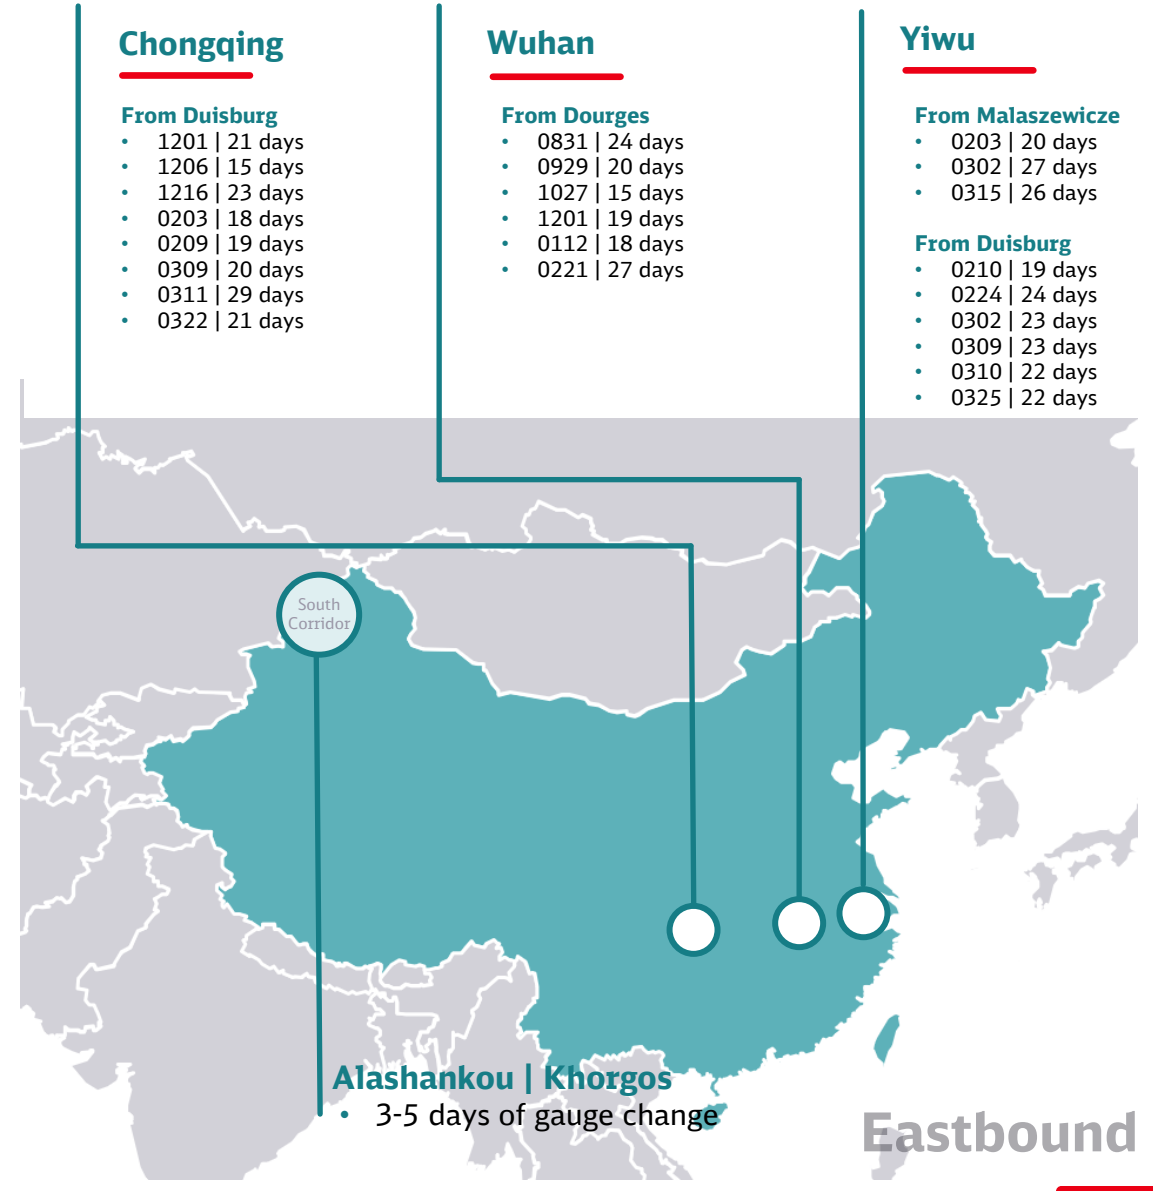 Chongqing
From Duisburg
• 1201 | 21 days
• 1206 | 15 days
• 1216 | 23 days
• 0203 | 18 days
• 0209 | 19 days
• 0309 | 20 days
• 0311 | 29 days
• 0322 | 21 days
Wuhan
From Dourges
• 0831 | 24 days
• 0929 | 20 days
• 1027 | 15 days
• 1201 | 19 days
• 0112 | 18 days
• 0221 | 27 days
Yiwu
From Malaszewicze
• 0203 | 20 days
• 0302 | 27 days
• 0315 | 26 days
From Duisburg
• 0210 | 19 days
• 0224 | 24 days
• 0302 | 23 days
• 0309 | 23 days
• 0310 | 22 days
• 0325 | 22 days
South
Corridor
Alashankou | Khorgos
• 3-5 days of gauge change
Eastbound